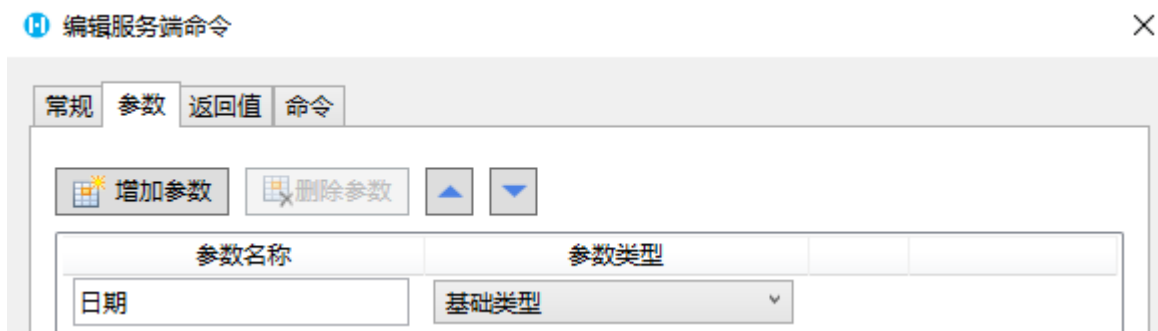 编辑服务端命令
常规 参数 返回值 命令
增加参数 删除参数
参数名称 参数类型
日期 基础类型